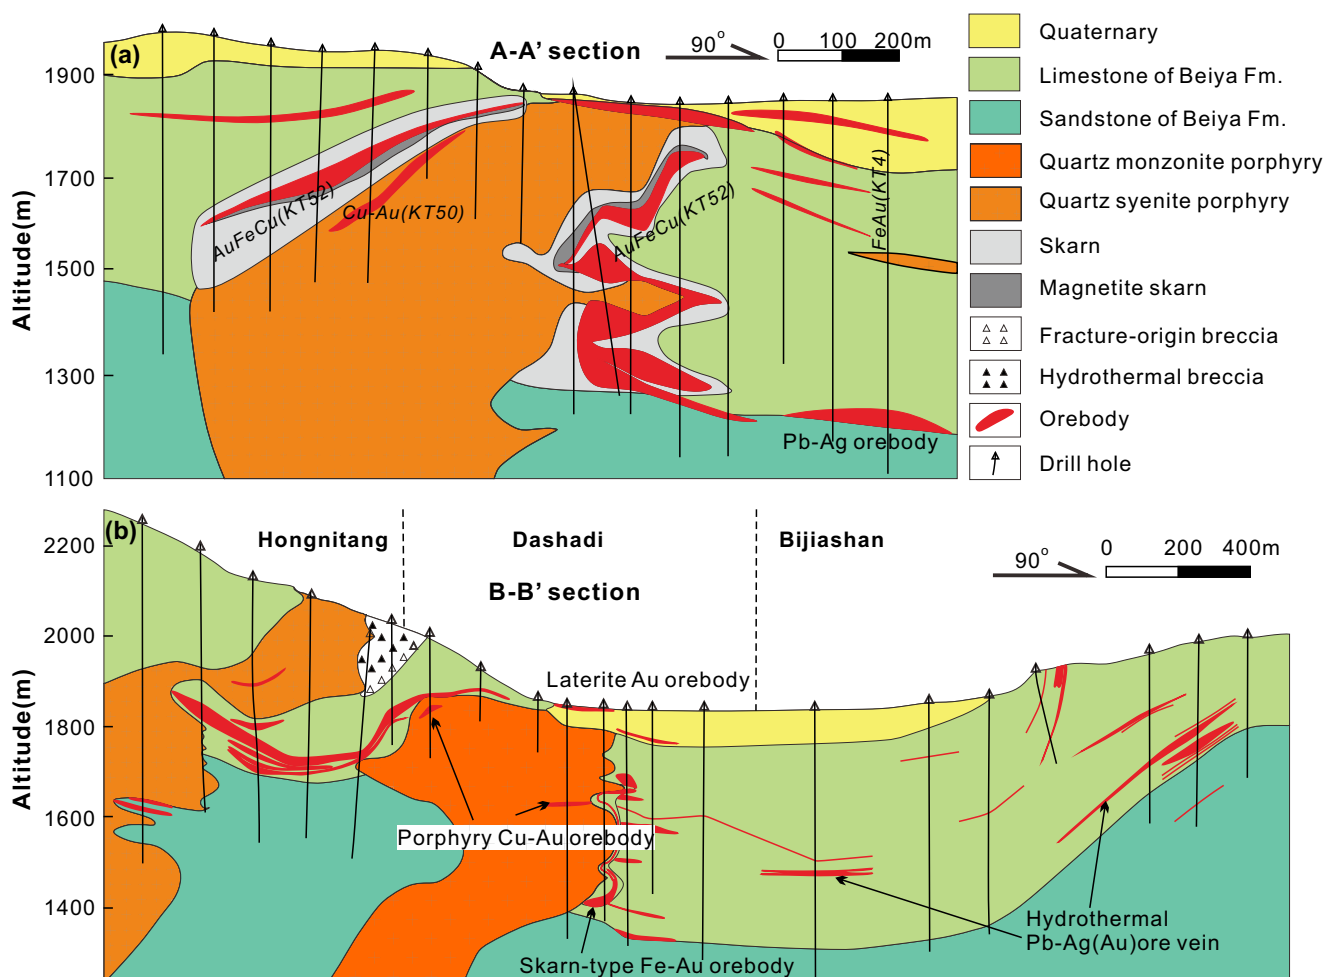 (a)
A-A’ section
90°
0 100 200m
Altitude(m)
1900
1700
1500
1300
1100
AuFeCu(KT52)
Cu-Au(KT50)
AuFeCu(KT52)
FeAu(KT4)
Pb-Ag orebody
Quaternary
Limestone of Beiya Fm.
Sandstone of Beiya Fm.
Quartz monzonite porphyry
Quartz syenite porphyry
Skarn
Magnetite skarn
Fracture-origin breccia
Hydrothermal breccia
Orebody
Drill hole
(b)
Hongnitang
Dashadi
Bijiashan
B-B’ section
90°
0 200 400m
Altitude(m)
2200
2000
1800
1600
1400
Laterite Au orebody
Porphyry Cu-Au orebody
Skarn-type Fe-Au orebody
Hydrothermal
Pb-Ag(Au)ore vein